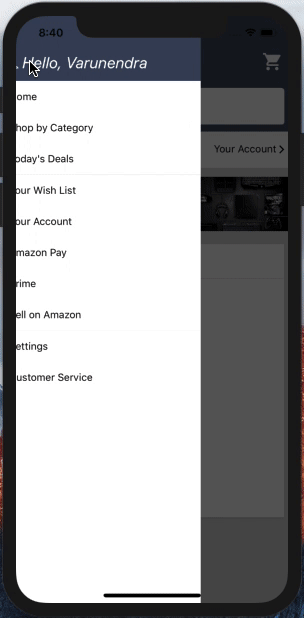 8:40
Hello, Varunendra
ome
hop by Category
oday's Deals
Your Account
our Wish List
our Account
mazon Pay
rime
ell on Amazon
ettings
ustomer Service